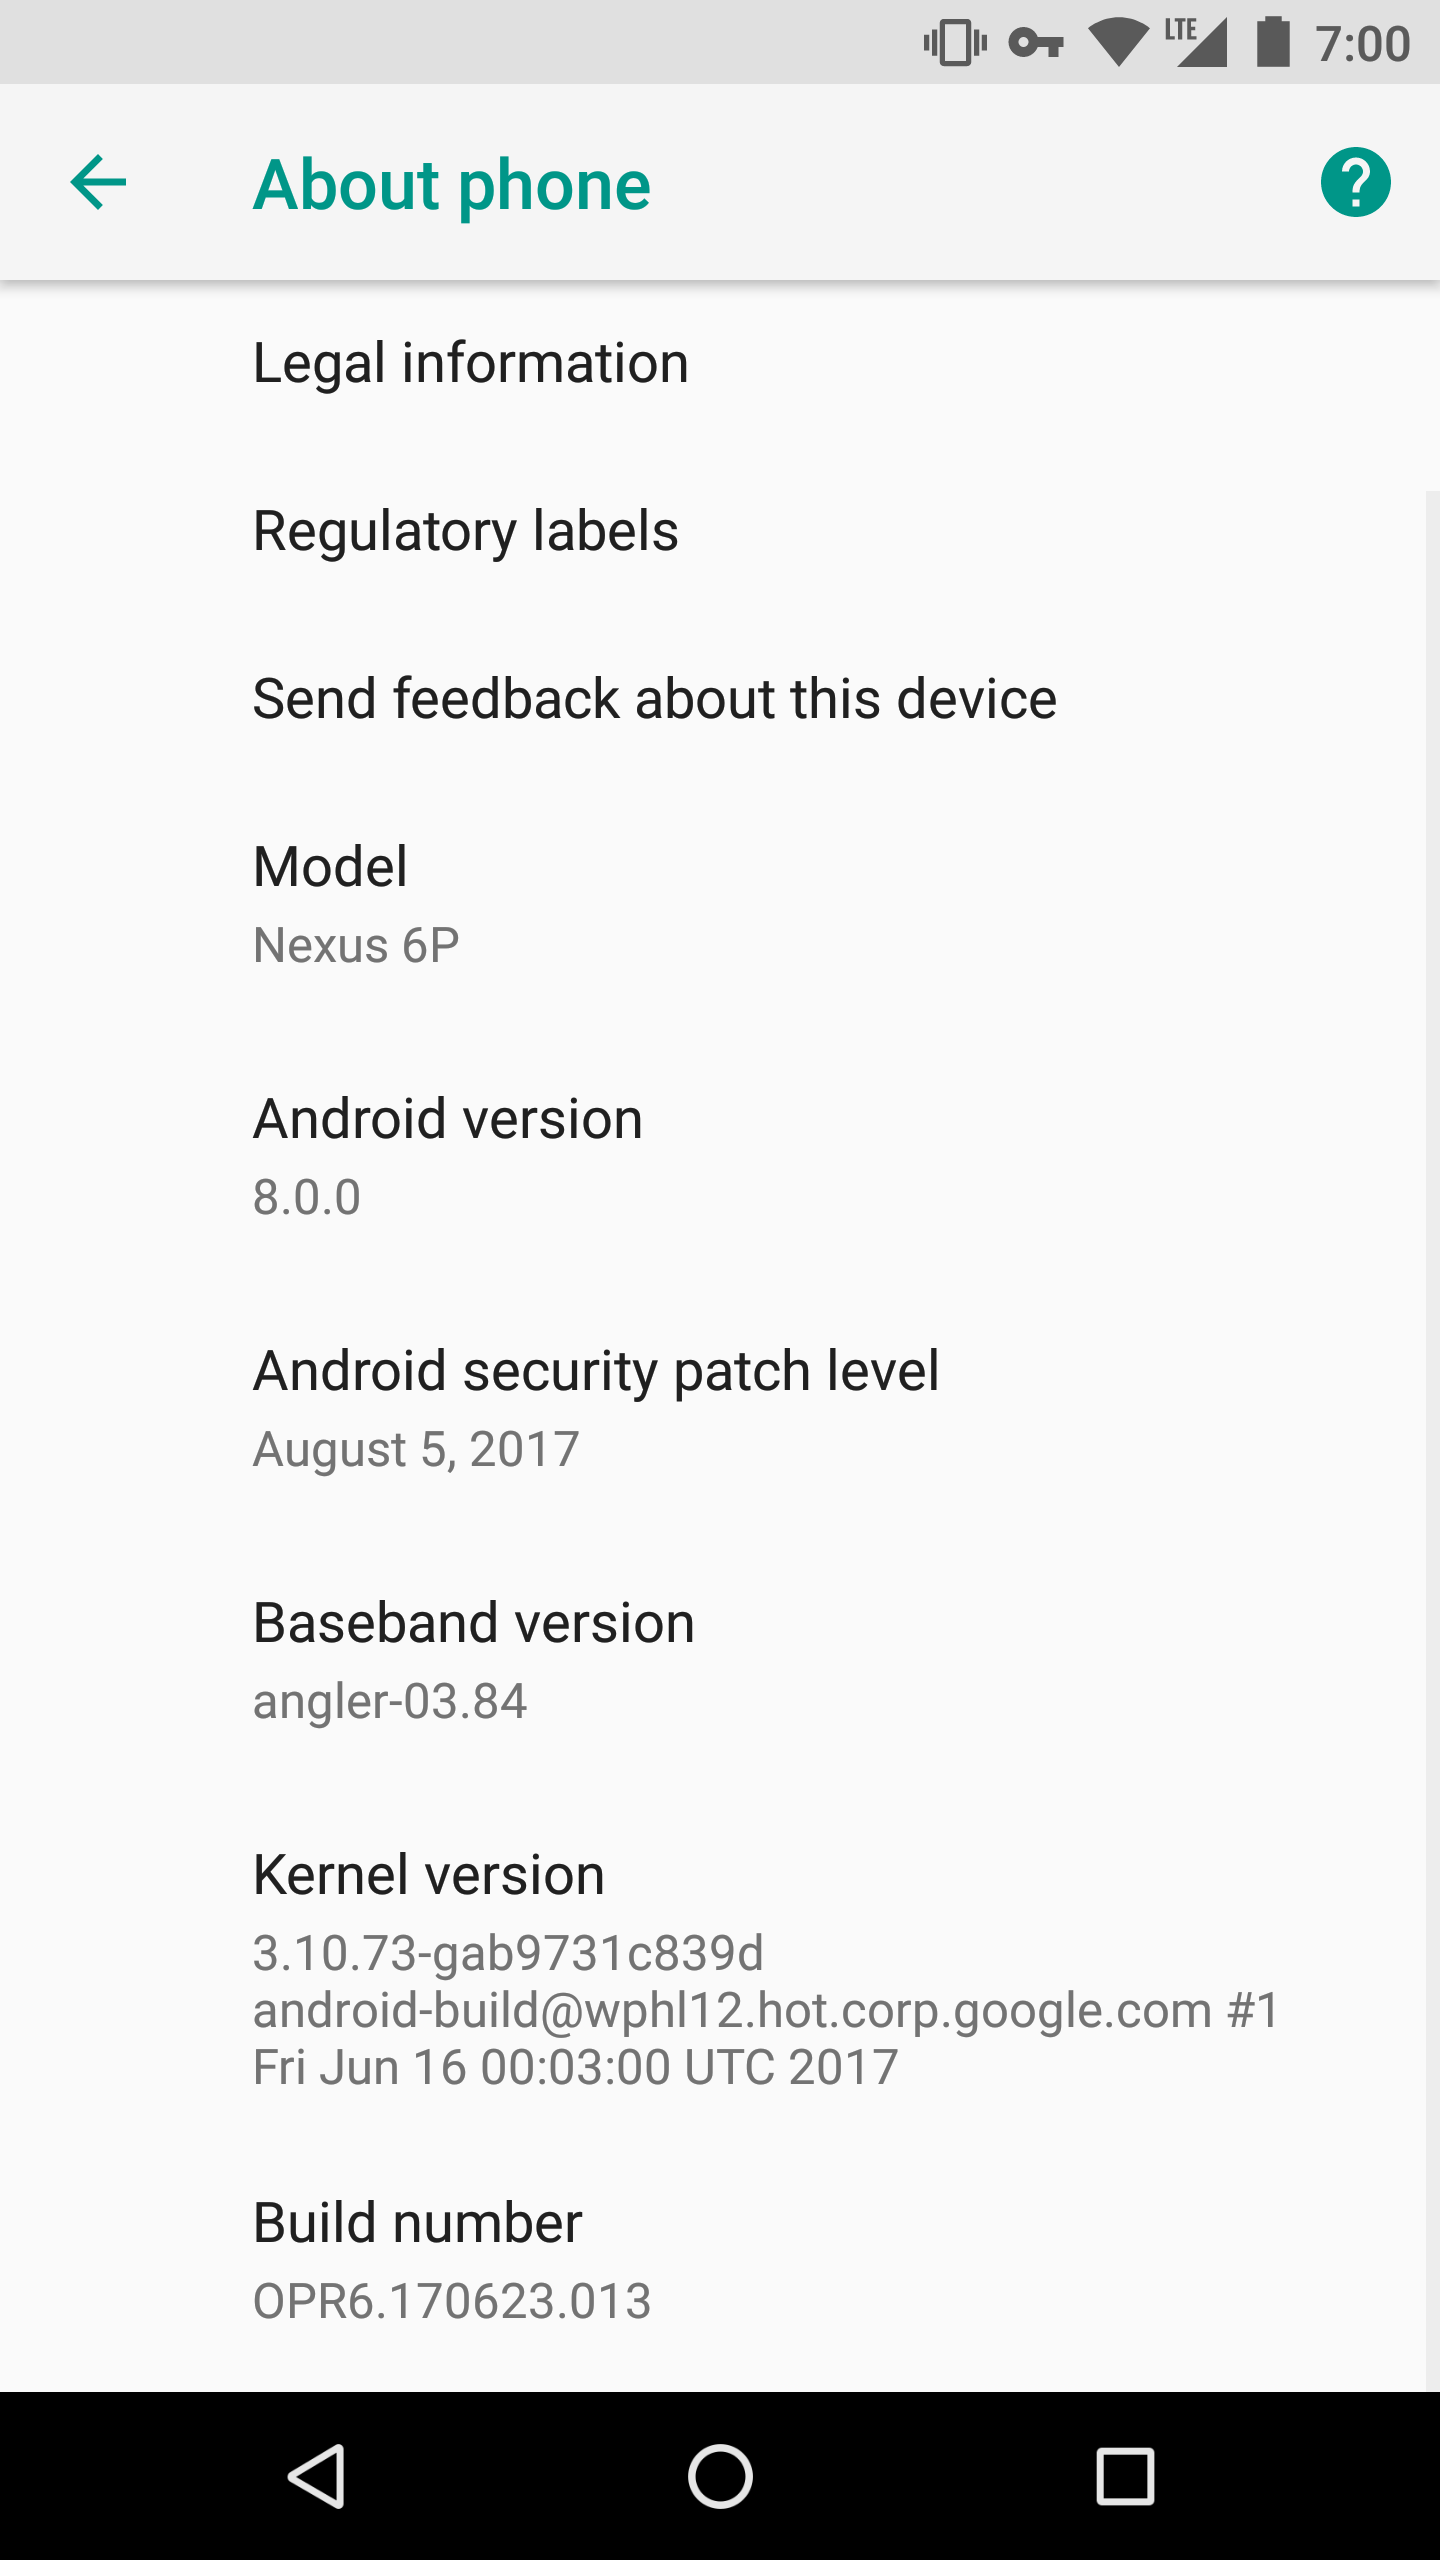 LTE 7:00
About phone
Legal information
Regulatory labels
Send feedback about this device
Model
Nexus 6P
Android version
8.0.0
Android security patch level
August 5, 2017
Baseband version
angler-03.84
Kernel version
3.10.73-gab9731c839d
android-build@wphl12.hot.corp.google.com #1
Fri Jun 16 00:03:00 UTC 2017
Build number
OPR6.170623.013